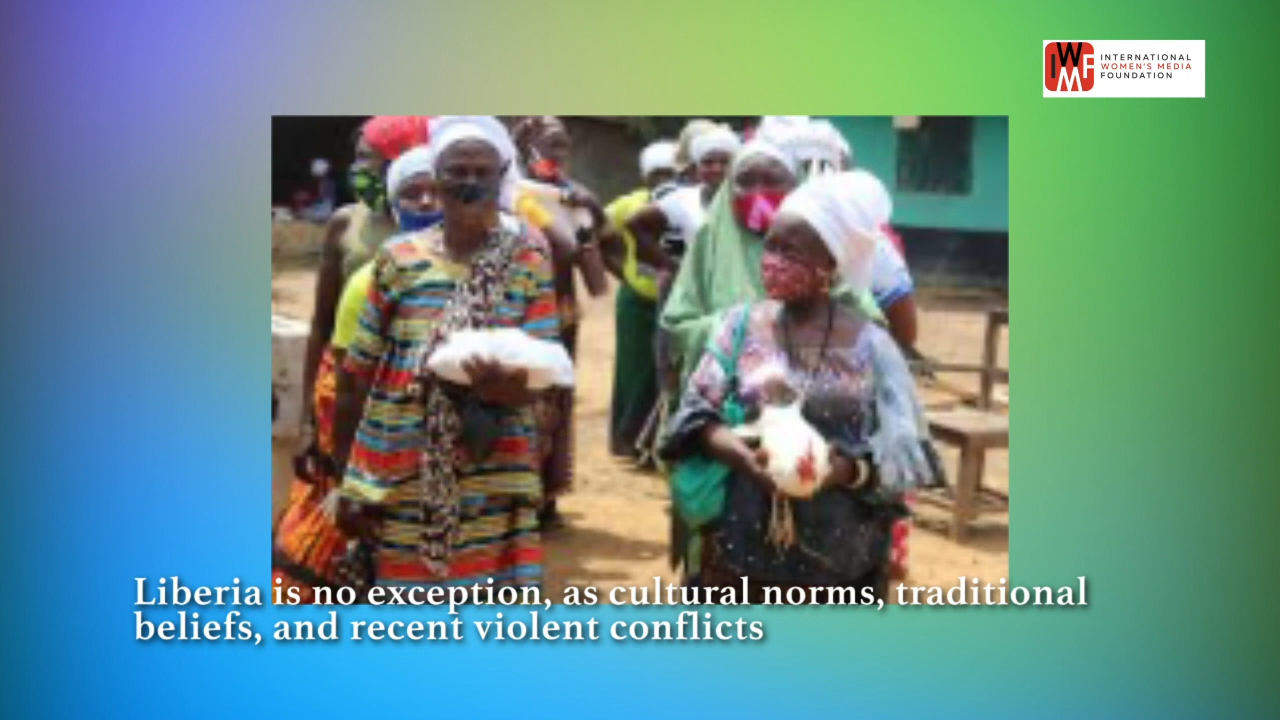 IWMF
INTERNATIONAL
WOMEN'S MEDIA
FOUNDATION
Liberia is no exception, as cultural norms, traditional
beliefs, and recent violent conflicts